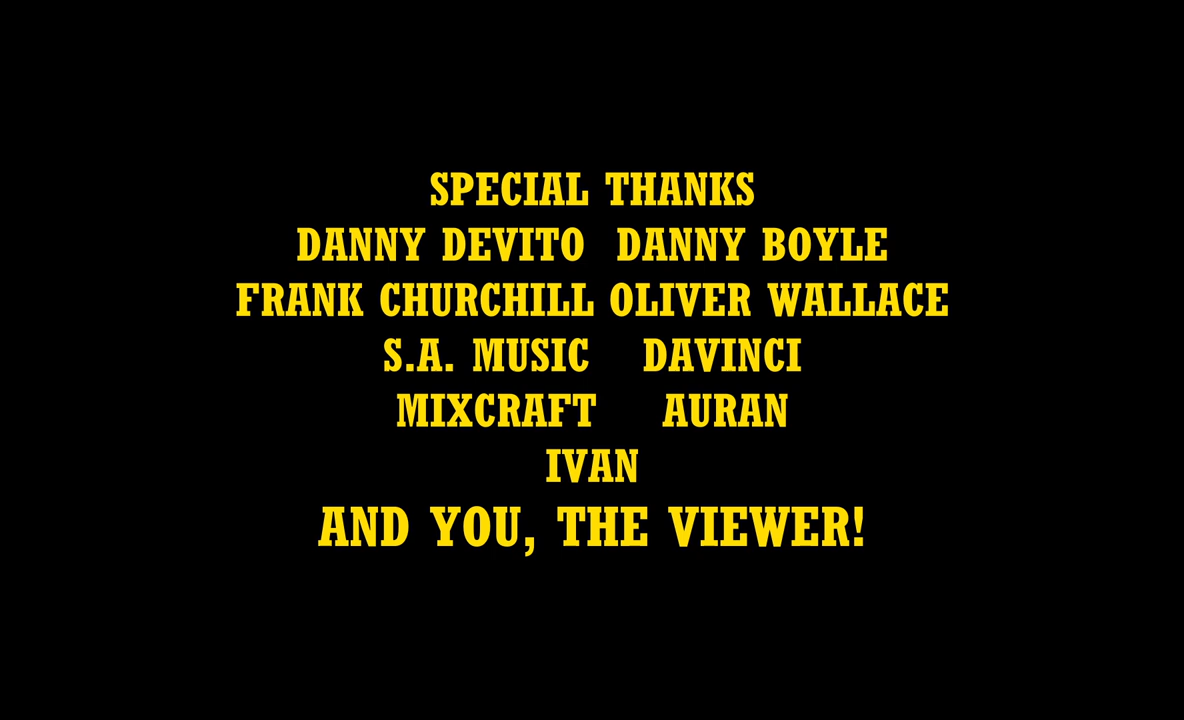 SPECIAL THANKS
DANNY DEVITO DANNY BOYLE
FRANK CHURCHILL OLIVER WALLACE
S.A. MUSIC DAVINCI
MIXCRAFT AURAN
IVAN
AND YOU, THE VIEWER!